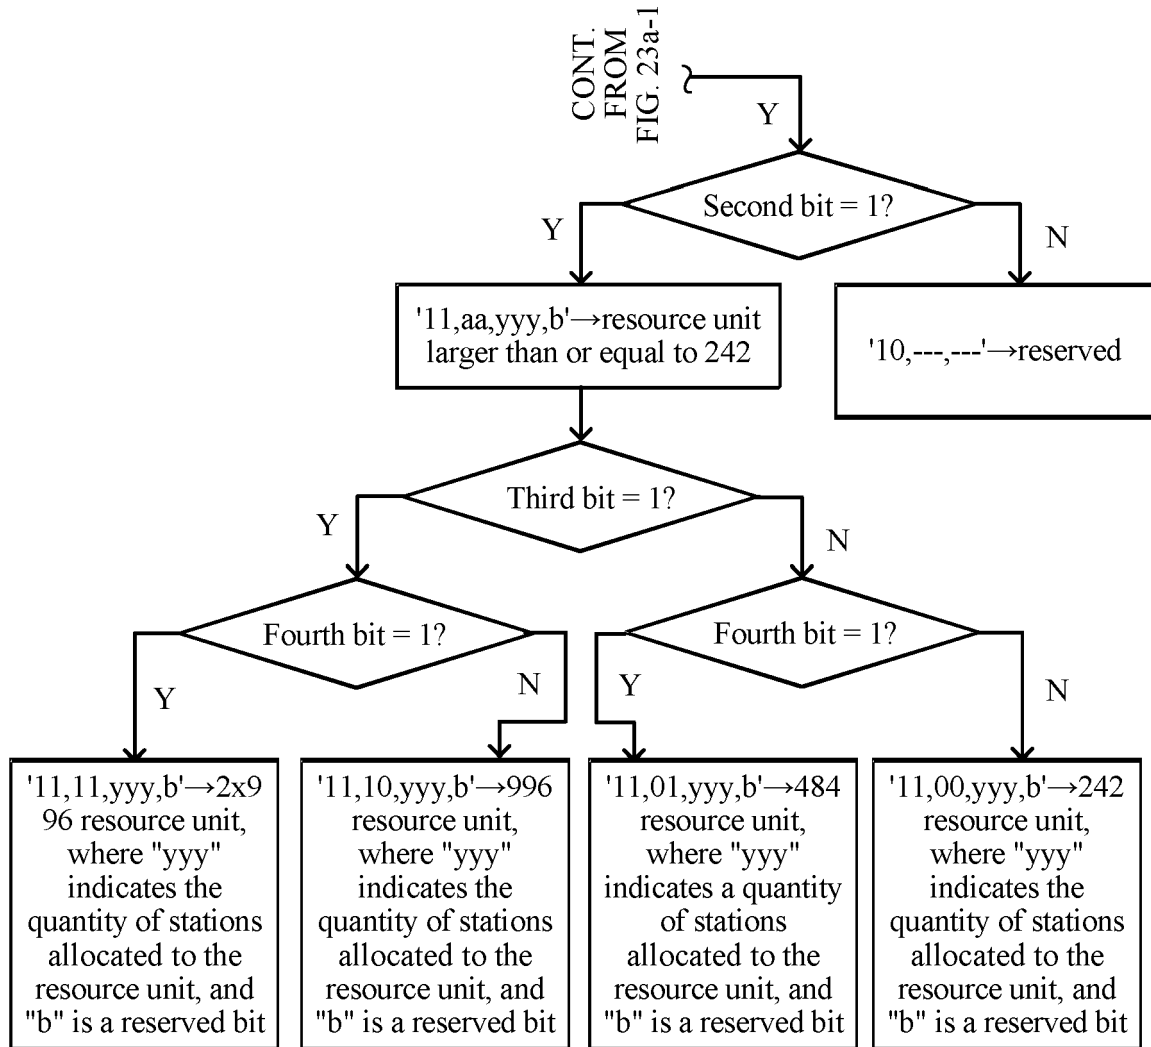 CONT.
FROM
FIG. 23a-1
Y
Second bit = 1?
Y
N
'11,aa,yyy,b'→resource unit
larger than or equal to 242
'10,---,---'→reserved
Third bit = 1?
Y
N
Fourth bit = 1?
Fourth bit = 1?
Y
N
Y
N
'11,11,yyy,b'→2x9
96 resource unit,
where "yyy"
indicates the
quantity of stations
allocated to the
resource unit, and
"b" is a reserved bit
'11,10,yyy,b'→996
resource unit,
where "yyy"
indicates the
quantity of stations
allocated to the
resource unit, and
"b" is a reserved bit
'11,01,yyy,b'→484
resource unit,
where "yyy"
indicates a quantity
of stations
allocated to the
resource unit, and
"b" is a reserved bit
'11,00,yyy,b'→242
resource unit,
where "yyy"
indicates the
quantity of stations
allocated to the
resource unit, and
"b" is a reserved bit